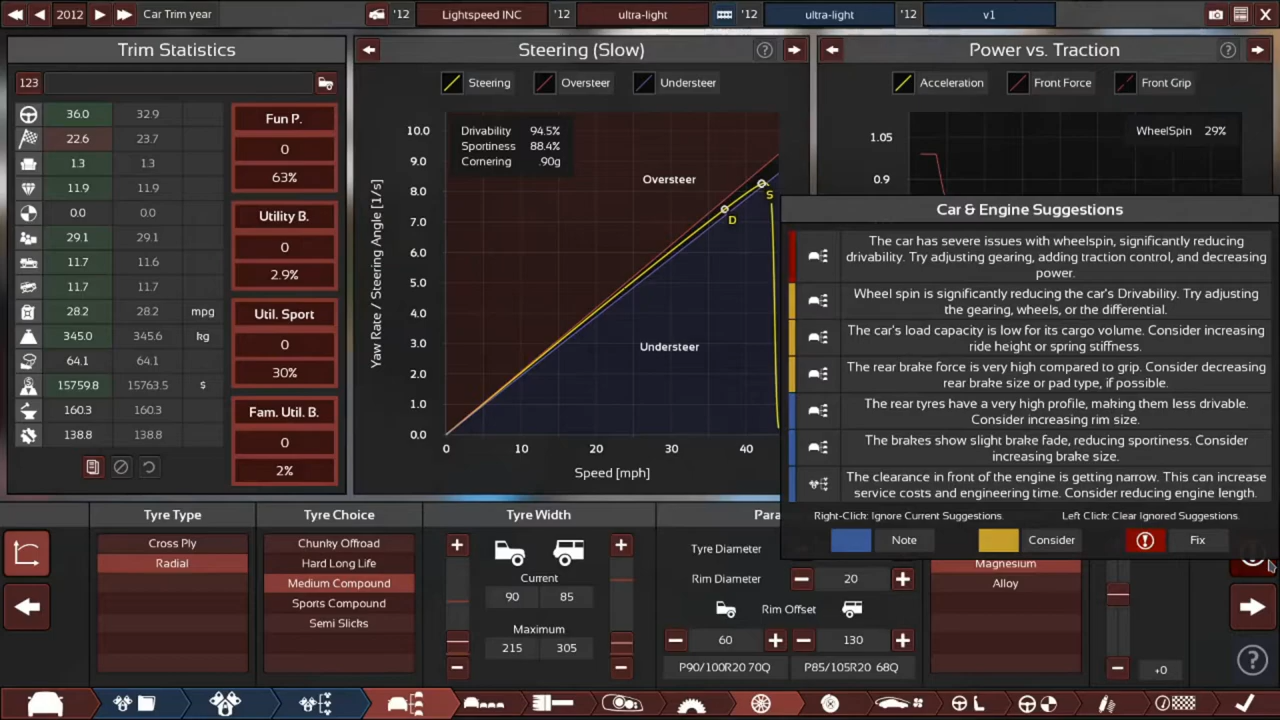 2012 Car Trim year '12 Lightspeed INC '12 ultra-light '12 ultra-light '12 v1
Trim Statistics
123
36.0 32.9
22.6 23.7
1.3 1.3
11.9 11.9
0.0 0.0
29.1 29.1
11.7 11.6
11.7 11.7
28.2 28.2 mpg
345.0 345.6 kg
64.1 64.1
15759.8 15763.5 $
160.3 160.3
138.8 138.8
Fun P.
0
63%
Utility B.
0
2.9%
Util. Sport
0
30%
Fam. Util. B.
0
2%
Steering (Slow) ?
Steering Oversteer Understeer
Drivability 94.5%
Sportiness 88.4%
Cornering .90g
Yaw Rate / Steering Angle [1/s]
10.0
9.0
8.0
7.0
6.0
5.0
4.0
3.0
2.0
1.0
0.0
Oversteer
S
D
Understeer
0 10 20 30 40
Speed [mph]
Power vs. Traction ?
Acceleration Front Force Front Grip
1.05
0.9
WheelSpin 29%
Car & Engine Suggestions
The car has severe issues with wheelspin, significantly reducing
drivability. Try adjusting gearing, adding traction control, and decreasing
power.
Wheel spin is significantly reducing the car's Drivability. Try adjusting
the gearing, wheels, or the differential.
The car's load capacity is low for its cargo volume. Consider increasing
ride height or spring stiffness.
The rear brake force is very high compared to grip. Consider decreasing
rear brake size or pad type, if possible.
The rear tyres have a very high profile, making them less drivable.
Consider increasing rim size.
The brakes show slight brake fade, reducing sportiness. Consider
increasing brake size.
The clearance in front of the engine is getting narrow. This can increase
service costs and engineering time. Consider reducing engine length.
Right-Click: Ignore Current Suggestions. Left Click: Clear Ignored Suggestions.
Note Consider Fix
Tyre Type
Cross Ply
Radial
Tyre Choice
Chunky Offroad
Hard Long Life
Medium Compound
Sports Compound
Semi Slicks
Tyre Width
+ +
Current
90 85
Maximum
215 305
- -
Para
Tyre Diameter
Rim Diameter - 20 +
Rim Offset
- 60 + - 130 +
P90/100R20 70Q P85/105R20 68Q
Magnesium
Alloy
- +0
?